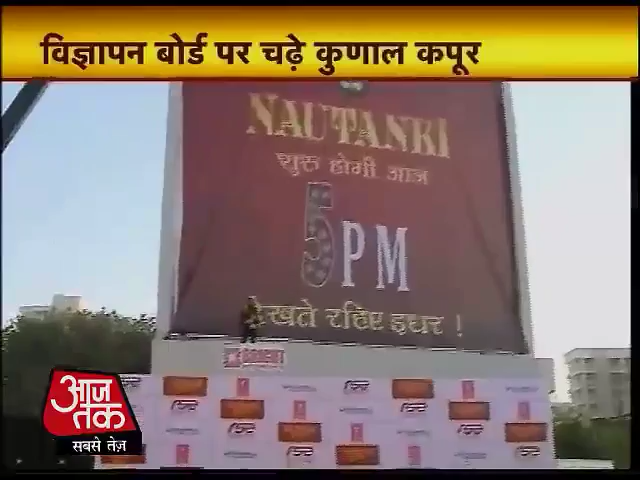 विज्ञापन बोर्ड पर चढ़े कुणाल कपूर
NAUTANKI
शुरु होगी आज
5 PM
देखते रहिए इधर !
आज
तक
सबसे तेज़